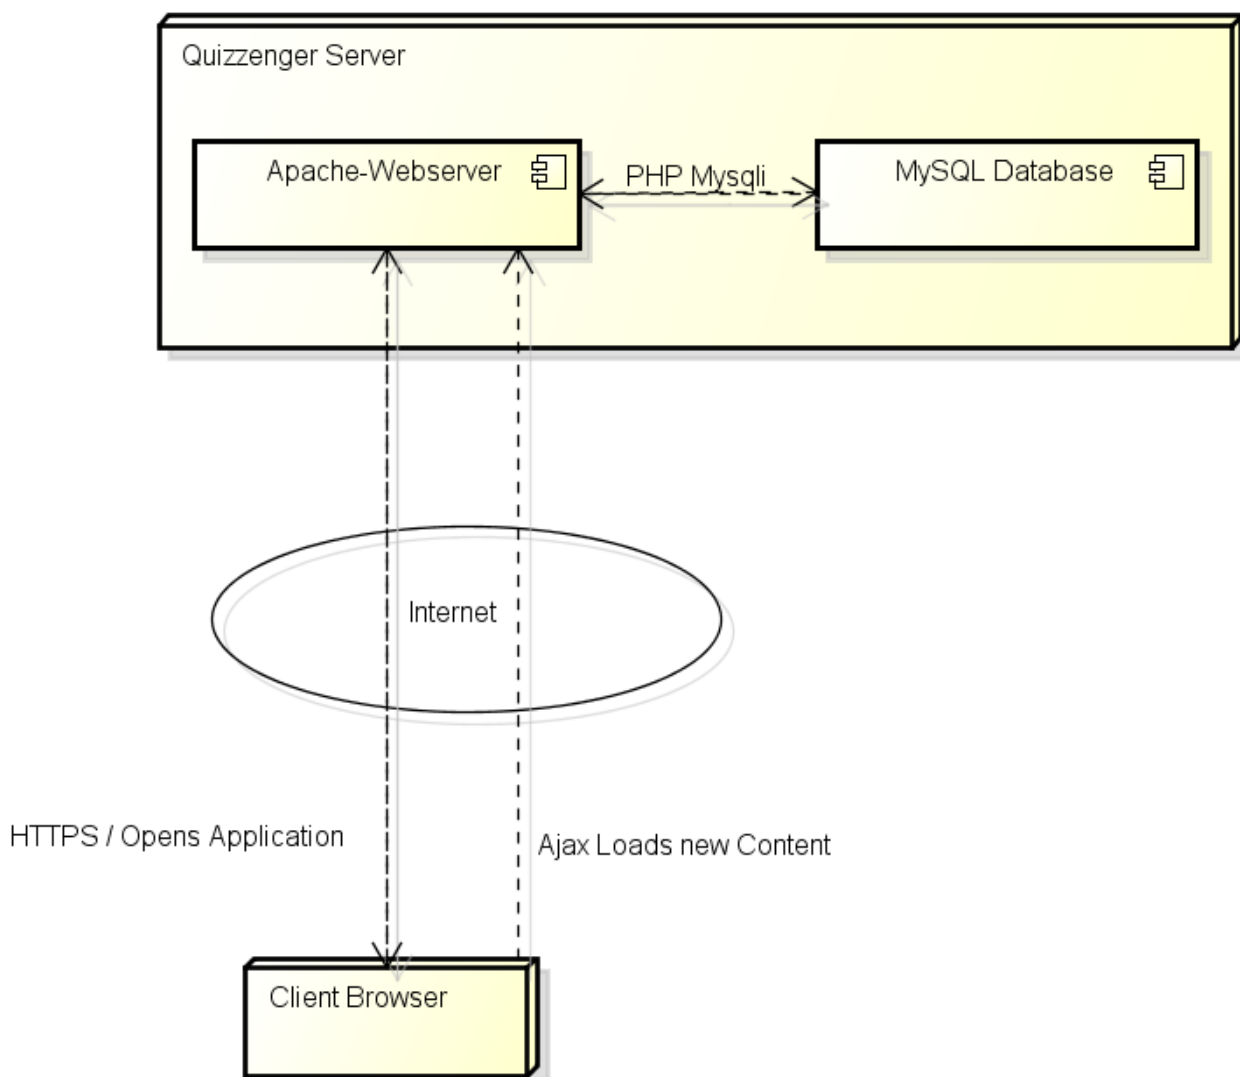 Quizzenger Server
Apache-Webserver
PHP Mysqli
MySQL Database
Internet
HTTPS / Opens Application
Ajax Loads new Content
Client Browser